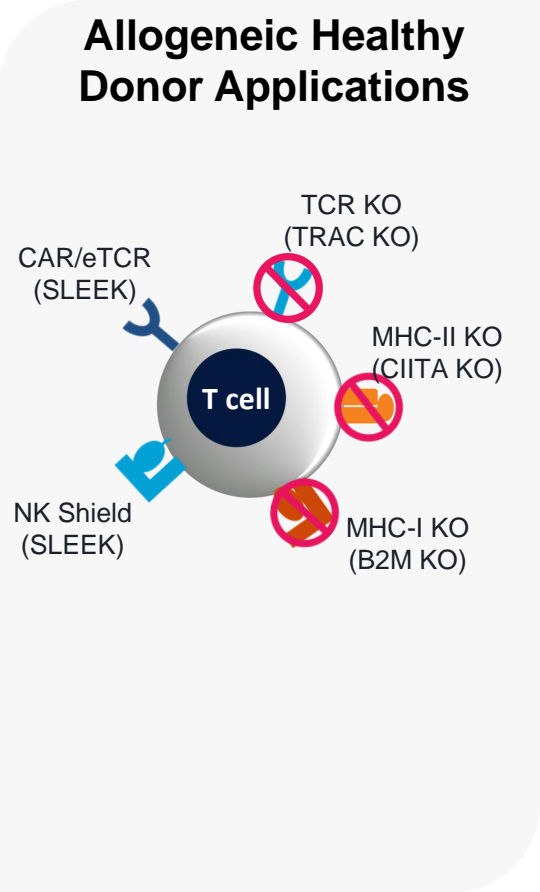 Allogeneic Healthy
Donor Applications
TCR KO
(TRAC KO)
CAR/eTCR
(SLEEK)
MHC-II KO
(CIITA KO)
T cell
NK Shield
(SLEEK)
MHC-I KO
(B2M KO)